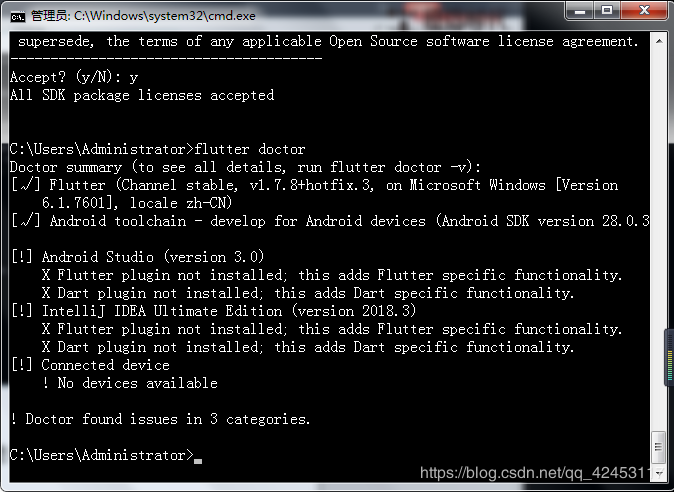 管理员: C:\Windows\system32\cmd.exe
supersede, the terms of any applicable Open Source software license agreement.
---------------------------------------
Accept? (y/N): y
All SDK package licenses accepted
C:\Users\Administrator>flutter doctor
Doctor summary (to see all details, run flutter doctor -v):
[√] Flutter (Channel stable, v1.7.8+hotfix.3, on Microsoft Windows [Version
6.1.7601], locale zh-CN)
[√] Android toolchain - develop for Android devices (Android SDK version 28.0.3
[!] Android Studio (version 3.0)
X Flutter plugin not installed; this adds Flutter specific functionality.
X Dart plugin not installed; this adds Dart specific functionality.
[!] IntelliJ IDEA Ultimate Edition (version 2018.3)
X Flutter plugin not installed; this adds Flutter specific functionality.
X Dart plugin not installed; this adds Dart specific functionality.
[!] Connected device
! No devices available
! Doctor found issues in 3 categories.
C:\Users\Administrator>_
https://blog.csdn.net/qq_4245311